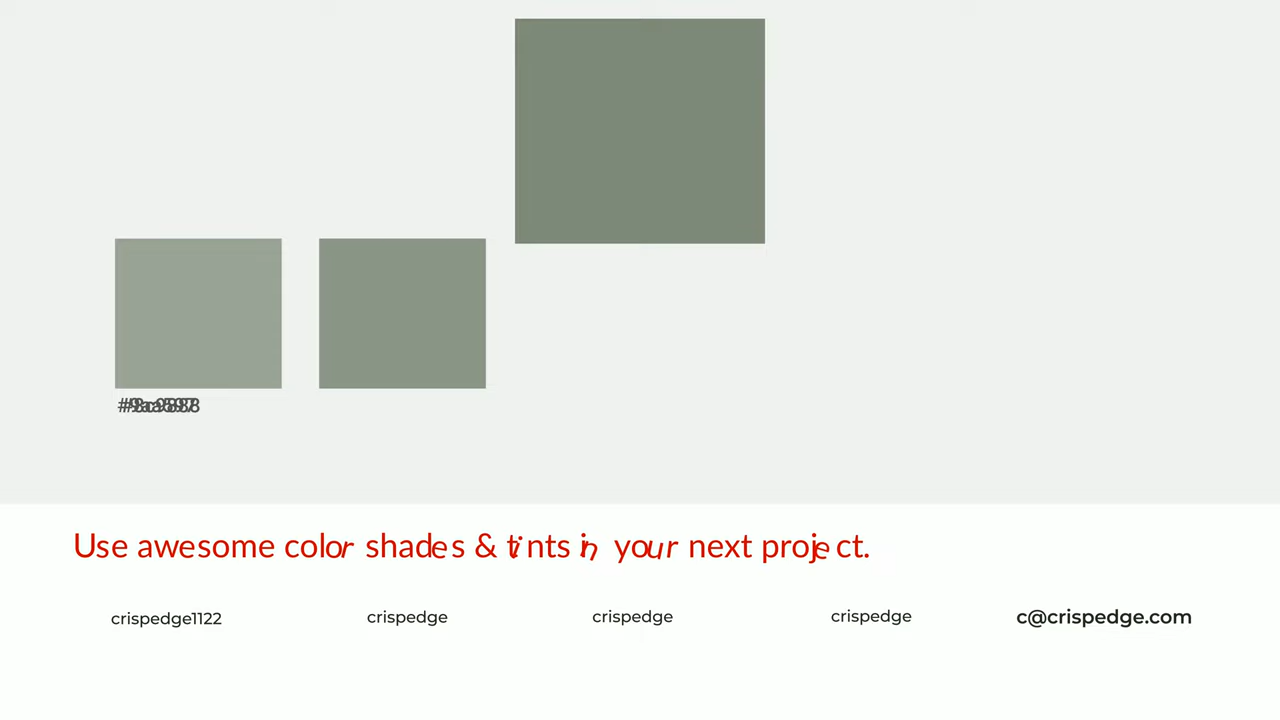 Use awesome color shades & tints in your next project.
crispedge1122 crispedge crispedge crispedge c@crispedge.com